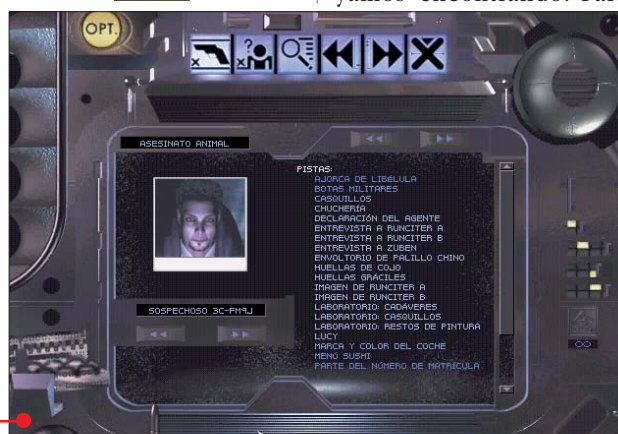 yamos encontrando. Par
OPT.
ASESINATO ANIMAL
PISTAS:
AJORCA DE LIBÉLULA
BOTAS MILITARES
CASQUILLOS
CHUCHERÍA
DECLARACIÓN DEL AGENTE
ENTREVISTA A RUNCITER A
ENTREVISTA A RUNCITER B
ENTREVISTA A ZUBEN
ENVOLTORIO DE PALILLO CHINO
HUELLAS DE COJO
HUELLAS GRÁCILES
IMAGEN DE RUNCITER A
IMAGEN DE RUNCITER B
LABORATORIO: CADÁVERES
LABORATORIO: CASQUILLOS
LABORATORIO: RESTOS DE PINTURA
LUCY
MARCA Y COLOR DEL COCHE
MENÚ SUSHI
PARTE DEL NÚMERO DE MATRÍCULA
SOSPECHOSO 3C-FM9J